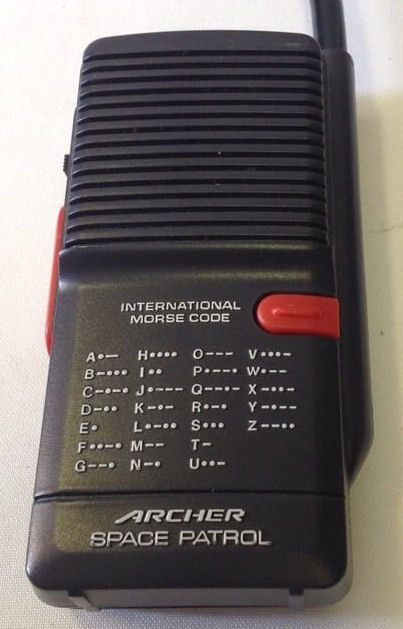 INTERNATIONAL
MORSE CODE
A•– H•••• O––– V•••–
B–••• I•• P•––• W•––
C–•–• J•––– Q––•– X–••–
D–•• K–•– R•–• Y–•––
E• L•–•• S••• Z––••
F••–• M–– T–
G––• N–• U••–
ARCHER
SPACE PATROL